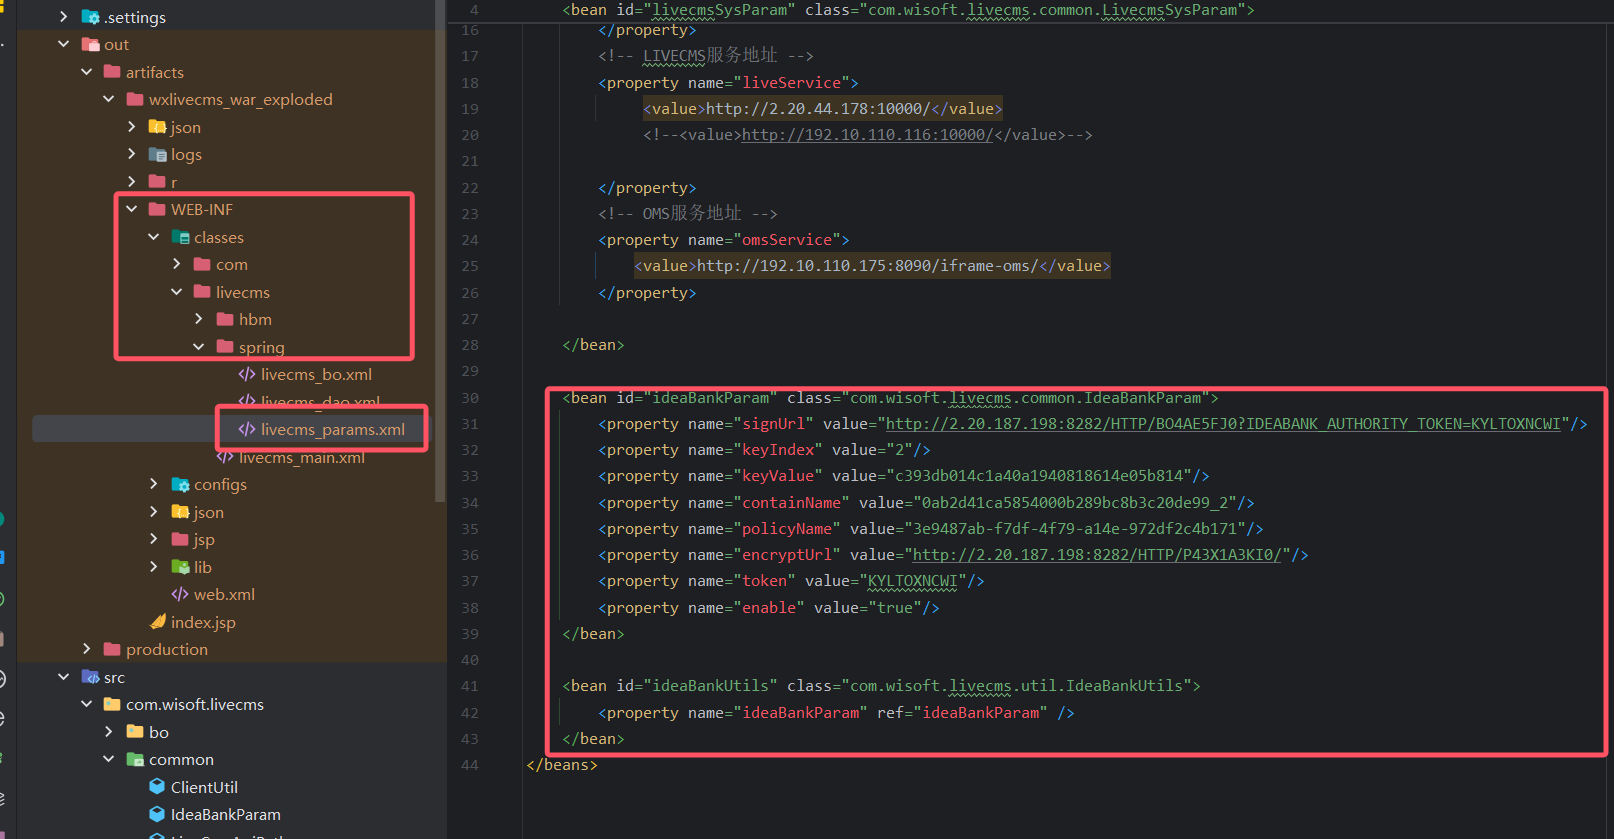 .settings
out
artifacts
wxlivecms_war_exploded
json
logs
r
WEB-INF
classes
com
livecms
hbm
spring
livecms_bo.xml
livecms_dao.xml
livecms_params.xml
livecms_main.xml
configs
json
jsp
lib
web.xml
index.jsp
production
src
com.wisoft.livecms
bo
common
ClientUtil
IdeaBankParam
4 <bean id="livecmsSysParam" class="com.wisoft.livecms.common.LivecmsSysParam">
16 </property>
17 <!-- LIVECMS服务地址 -->
18 <property name="liveService">
19 <value>http://2.20.44.178:10000/</value>
20 <!--<value>http://192.10.110.116:10000/</value>-->
21
22 </property>
23 <!-- OMS服务地址 -->
24 <property name="omsService">
25 <value>http://192.10.110.175:8090/iframe-oms/</value>
26 </property>
27
28 </bean>
29
30 <bean id="ideaBankParam" class="com.wisoft.livecms.common.IdeaBankParam">
31 <property name="signUrl" value="http://2.20.187.198:8282/HTTP/BO4AE5FJ0?IDEABANK_AUTHORITY_TOKEN=KYLTOXNCWI"/>
32 <property name="keyIndex" value="2"/>
33 <property name="keyValue" value="c393db014c1a40a1940818614e05b814"/>
34 <property name="containName" value="0ab2d41ca5854000b289bc8b3c20de99_2"/>
35 <property name="policyName" value="3e9487ab-f7df-4f79-a14e-972df2c4b171"/>
36 <property name="encryptUrl" value="http://2.20.187.198:8282/HTTP/P43X1A3KI0/"/>
37 <property name="token" value="KYLTOXNCWI"/>
38 <property name="enable" value="true"/>
39 </bean>
40
41 <bean id="ideaBankUtils" class="com.wisoft.livecms.util.IdeaBankUtils">
42 <property name="ideaBankParam" ref="ideaBankParam" />
43 </bean>
44 </beans>